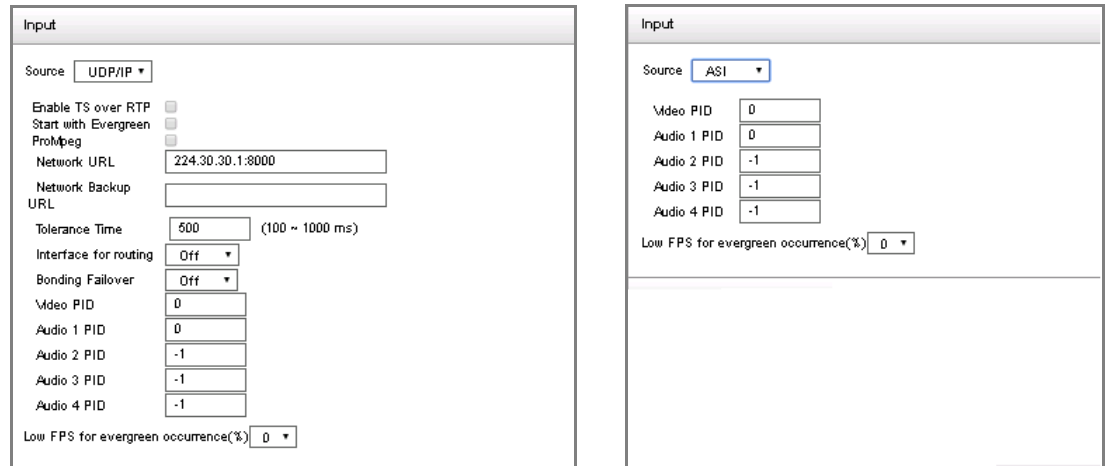 Input
Source UDP/IP
Enable TS over RTP
Start with Evergreen
ProMpeg
Network URL 224.30.30.1:8000
Network Backup
URL
Tolerance Time 500 (100 ~ 1000 ms)
Interface for routing Off
Bonding Failover Off
Video PID 0
Audio 1 PID 0
Audio 2 PID -1
Audio 3 PID -1
Audio 4 PID -1
Low FPS for evergreen occurrence(%) 0
Input
Source ASI
Video PID 0
Audio 1 PID 0
Audio 2 PID -1
Audio 3 PID -1
Audio 4 PID -1
Low FPS for evergreen occurrence(%) 0